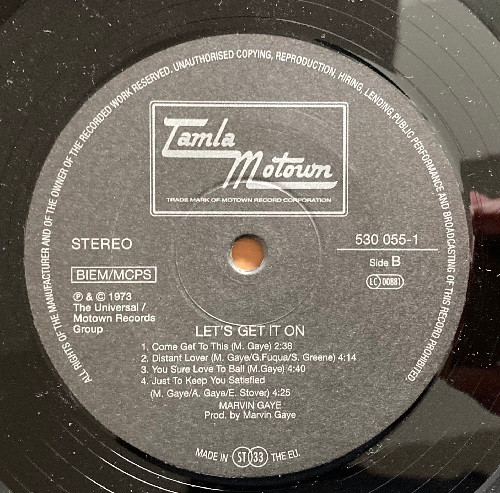 ALL RIGHTS OF THE MANUFACTURER AND OF THE OWNER OF THE RECORDED WORK RESERVED. UNAUTHORISED COPYING, REPRODUCTION, HIRING, LENDING, PUBLIC PERFORMANCE AND BROADCASTING OF THIS RECORD PROHIBITED.
Tamla
Motown
TRADE MARK OF MOTOWN RECORD CORPORATION
STEREO
530 055-1
Side B
BIEM/MCPS
LC 00881
℗ & © 1973
The Universal /
Motown Records
Group
LET'S GET IT ON
1. Come Get To This (M. Gaye) 2:38
2. Distant Lover (M. Gaye/G.Fuqua/S. Greene) 4:14
3. You Sure Love To Ball (M.Gaye) 4:40
4. Just To Keep You Satisfied
(M. Gaye/A. Gaye/E. Stover) 4:25
MARVIN GAYE
Prod. by Marvin Gaye
MADE IN ST 33 THE EU.